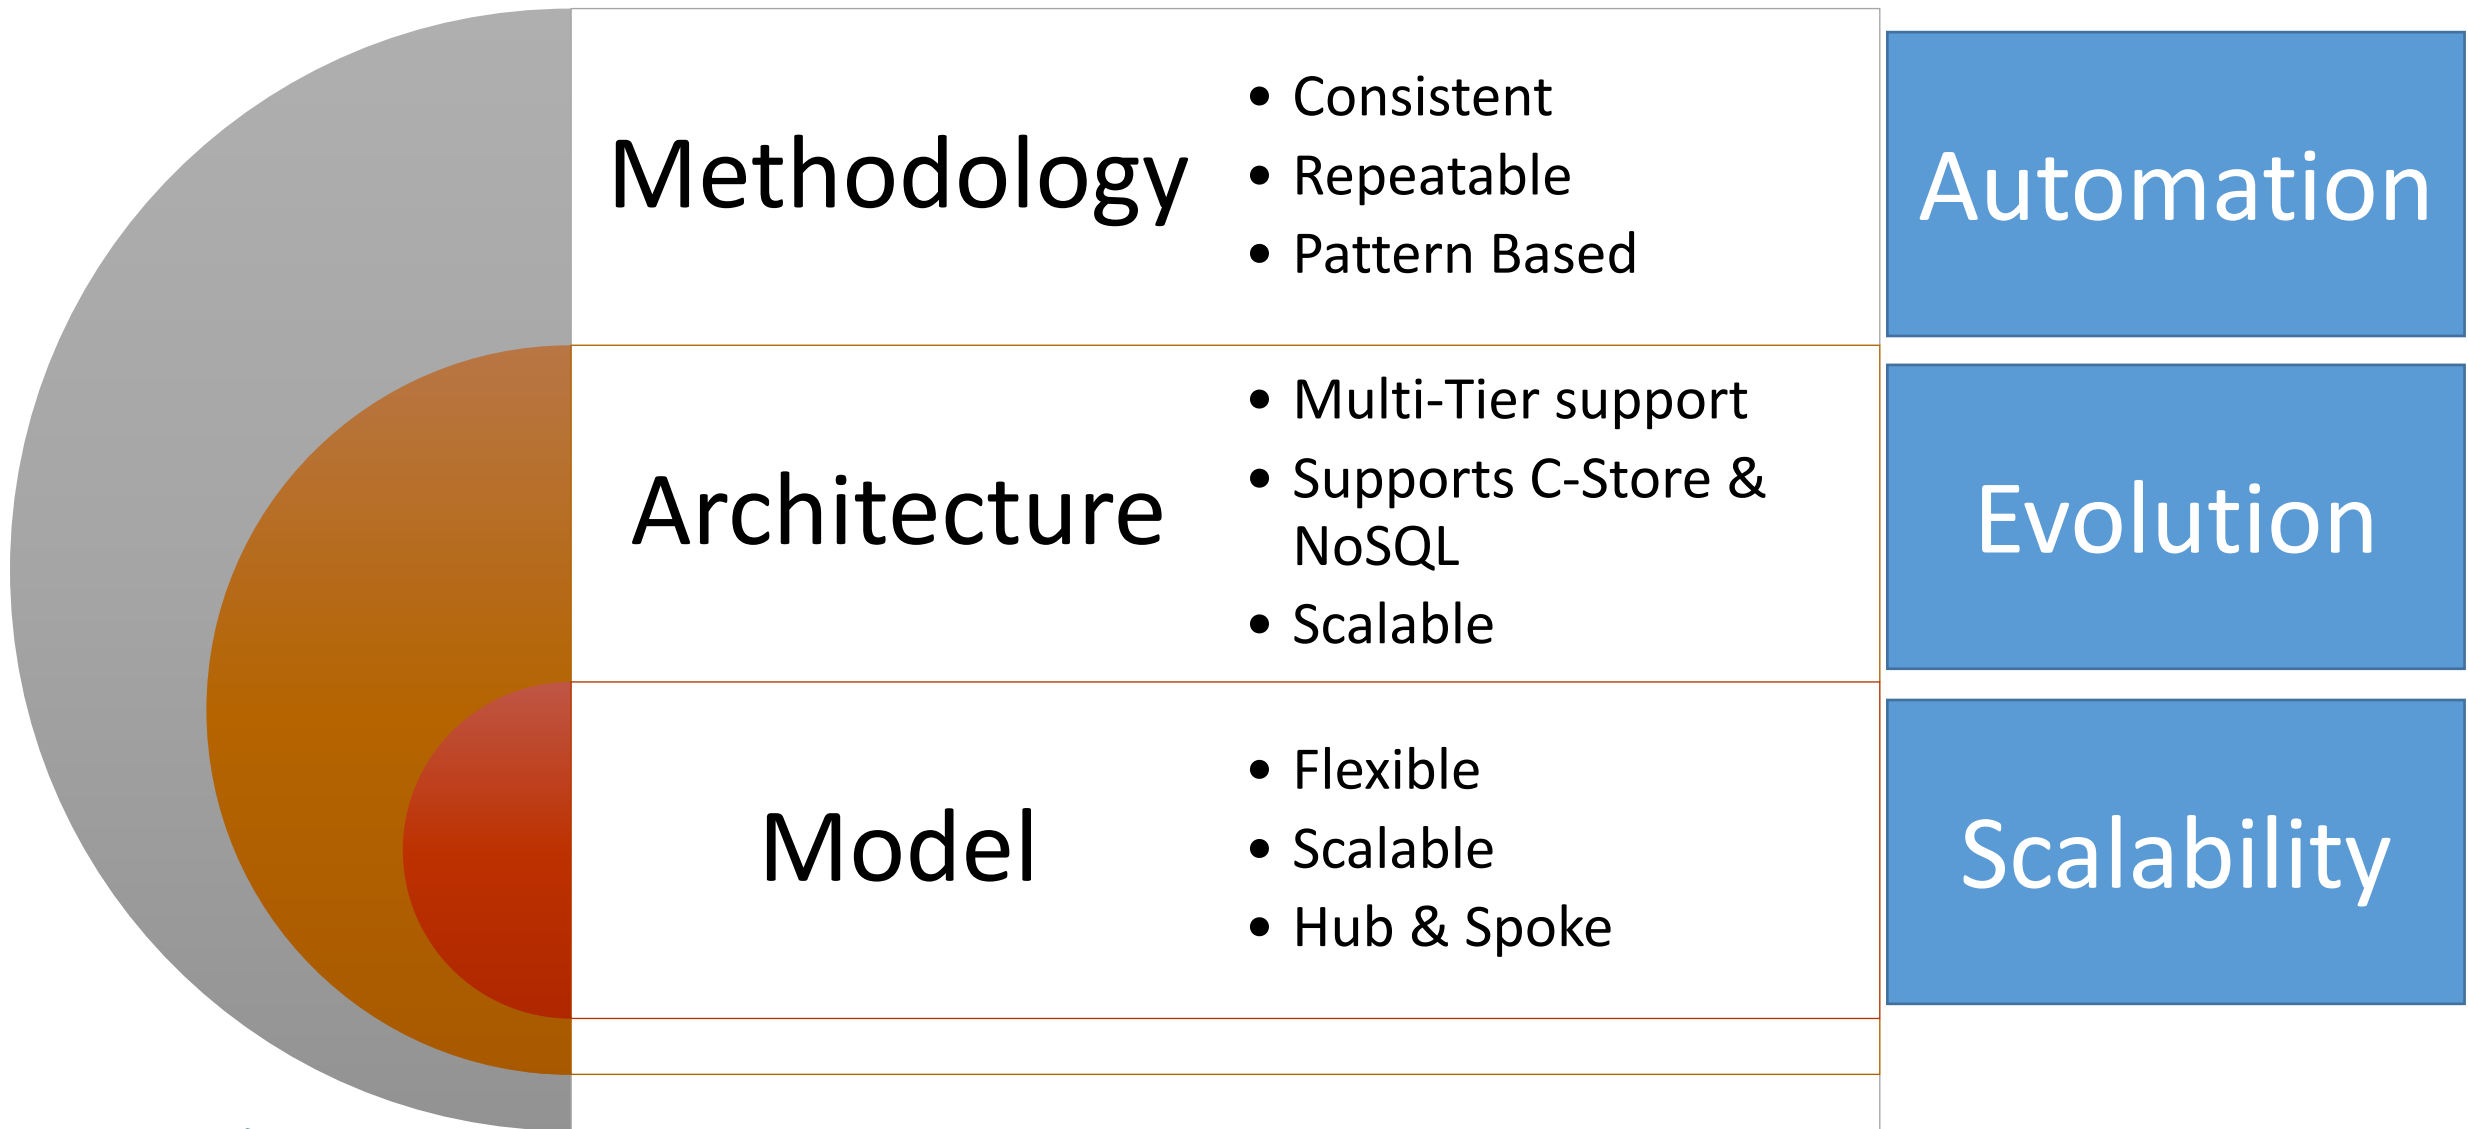 Methodology
• Consistent
• Repeatable
• Pattern Based
Automation
Architecture
• Multi-Tier support
• Supports C-Store &
NoSQL
• Scalable
Evolution
Model
• Flexible
• Scalable
• Hub & Spoke
Scalability